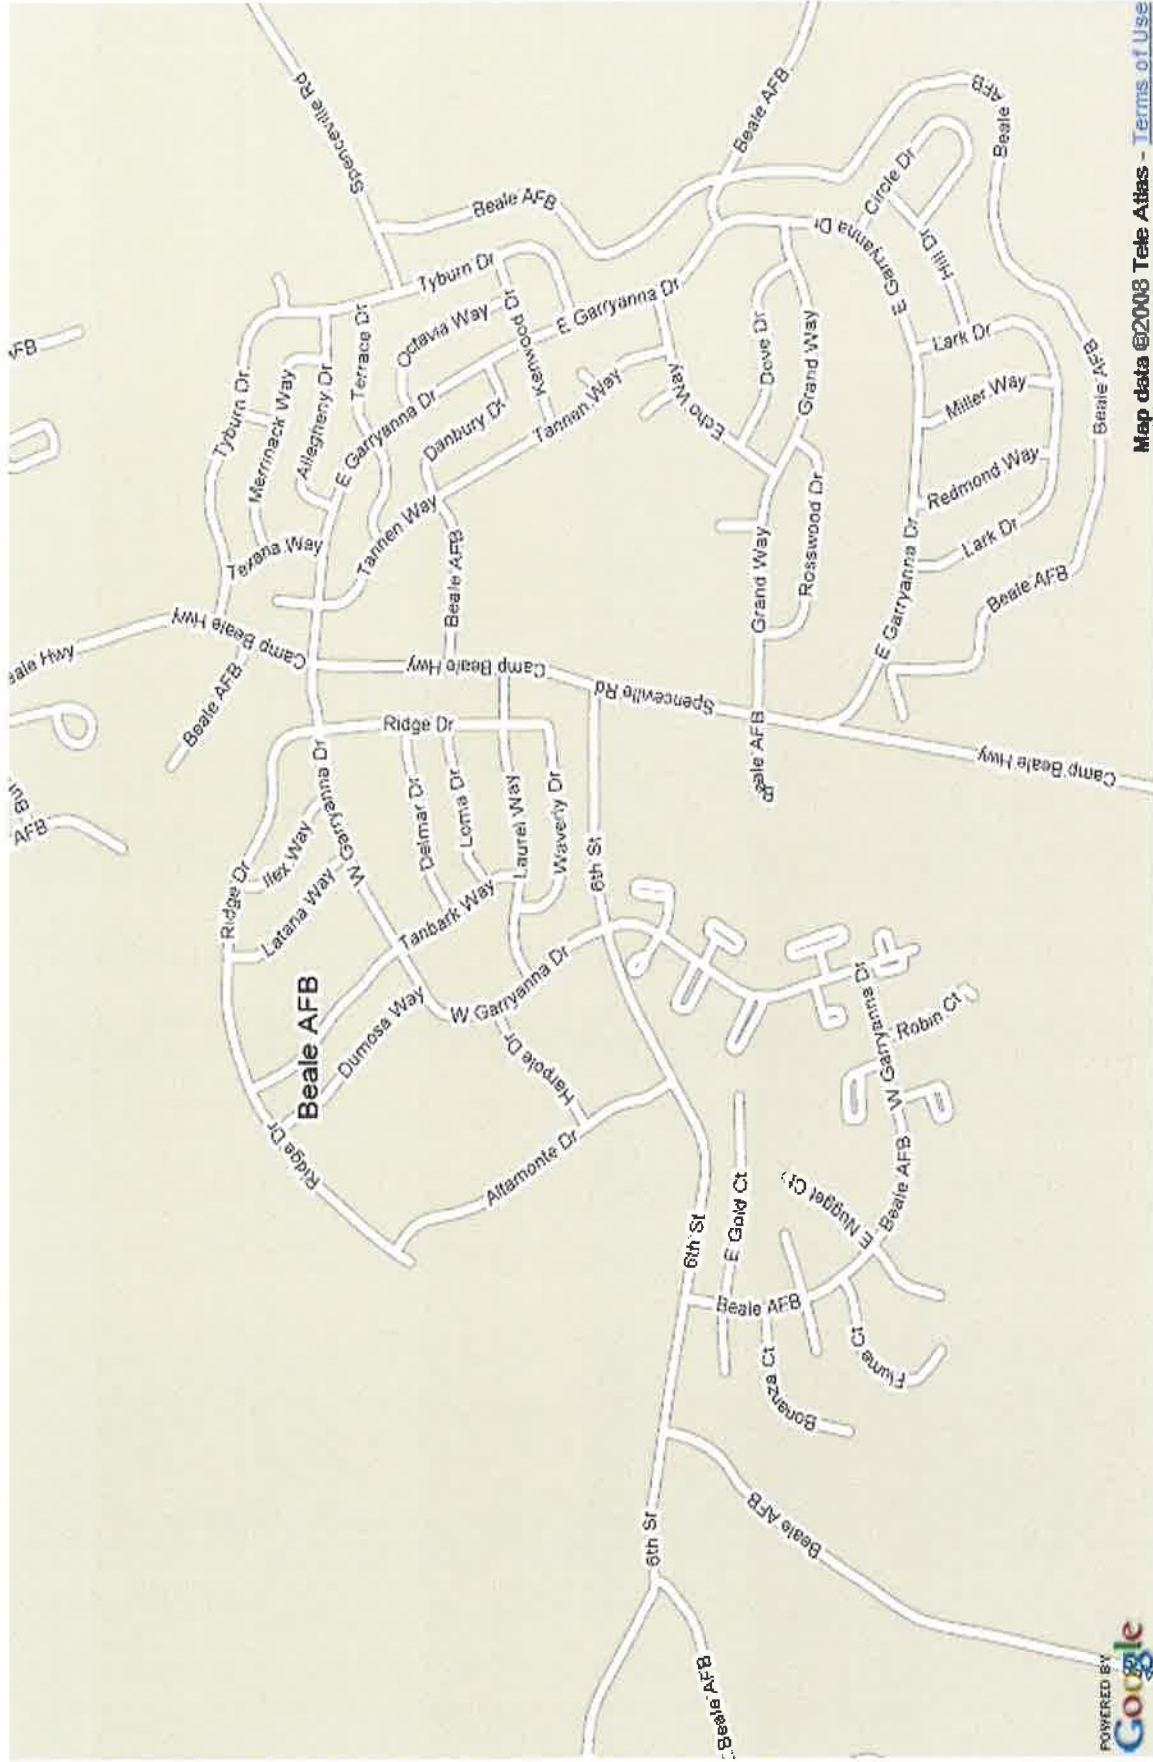 Spenceville Rd
Beale AFB
Beale AFB
Beale AFB
Beale AFB
Beale AFB
Beale AFB
Tyburn Dr
Tyburn Dr
Octavia Way
Kenwood Dr
E Garryanna Dr
Terrace Dr
Merrimack Way
Allegheny Dr
E Garryanna Dr
Danbury Dr
Tannen Way
Tannen Way
Texana Way
Echo Way
Dove Dr
Grand Way
Grand Way
Rosswood Dr
E Garryanna Dr
Circle Dr
Hill Dr
Lark Dr
Miller Way
Redmond Way
Lark Dr
E Garryanna Dr
Beale AFB
Camp Beale Hwy
eale Hwy
Beale AFB
Camp Beale Hwy
Spenceville Rd
eale AFB
Camp Beale Hwy
AFB
Ridge Dr
W Garryanna Dr
Delmar Dr
Loma Dr
Laurel Way
Waverly Dr
6th St
Ilex Way
Latana Way
Ridge Dr
Tanbark Way
Beale AFB
Dumosa Way
W Garryanna Dr
Harpole Dr
Altamonte Dr
Ridge Dr
6th St
E Gold Ct
W Garryanna Dr
Robin Ct
Beale AFB
E Nugget Ct
Beale AFB
Bonanza Ct
Flume Ct
6th St
Beale AFB
Beale AFB
POWERED BY
Google
Map data ©2008 Tele Atlas - Terms of Use